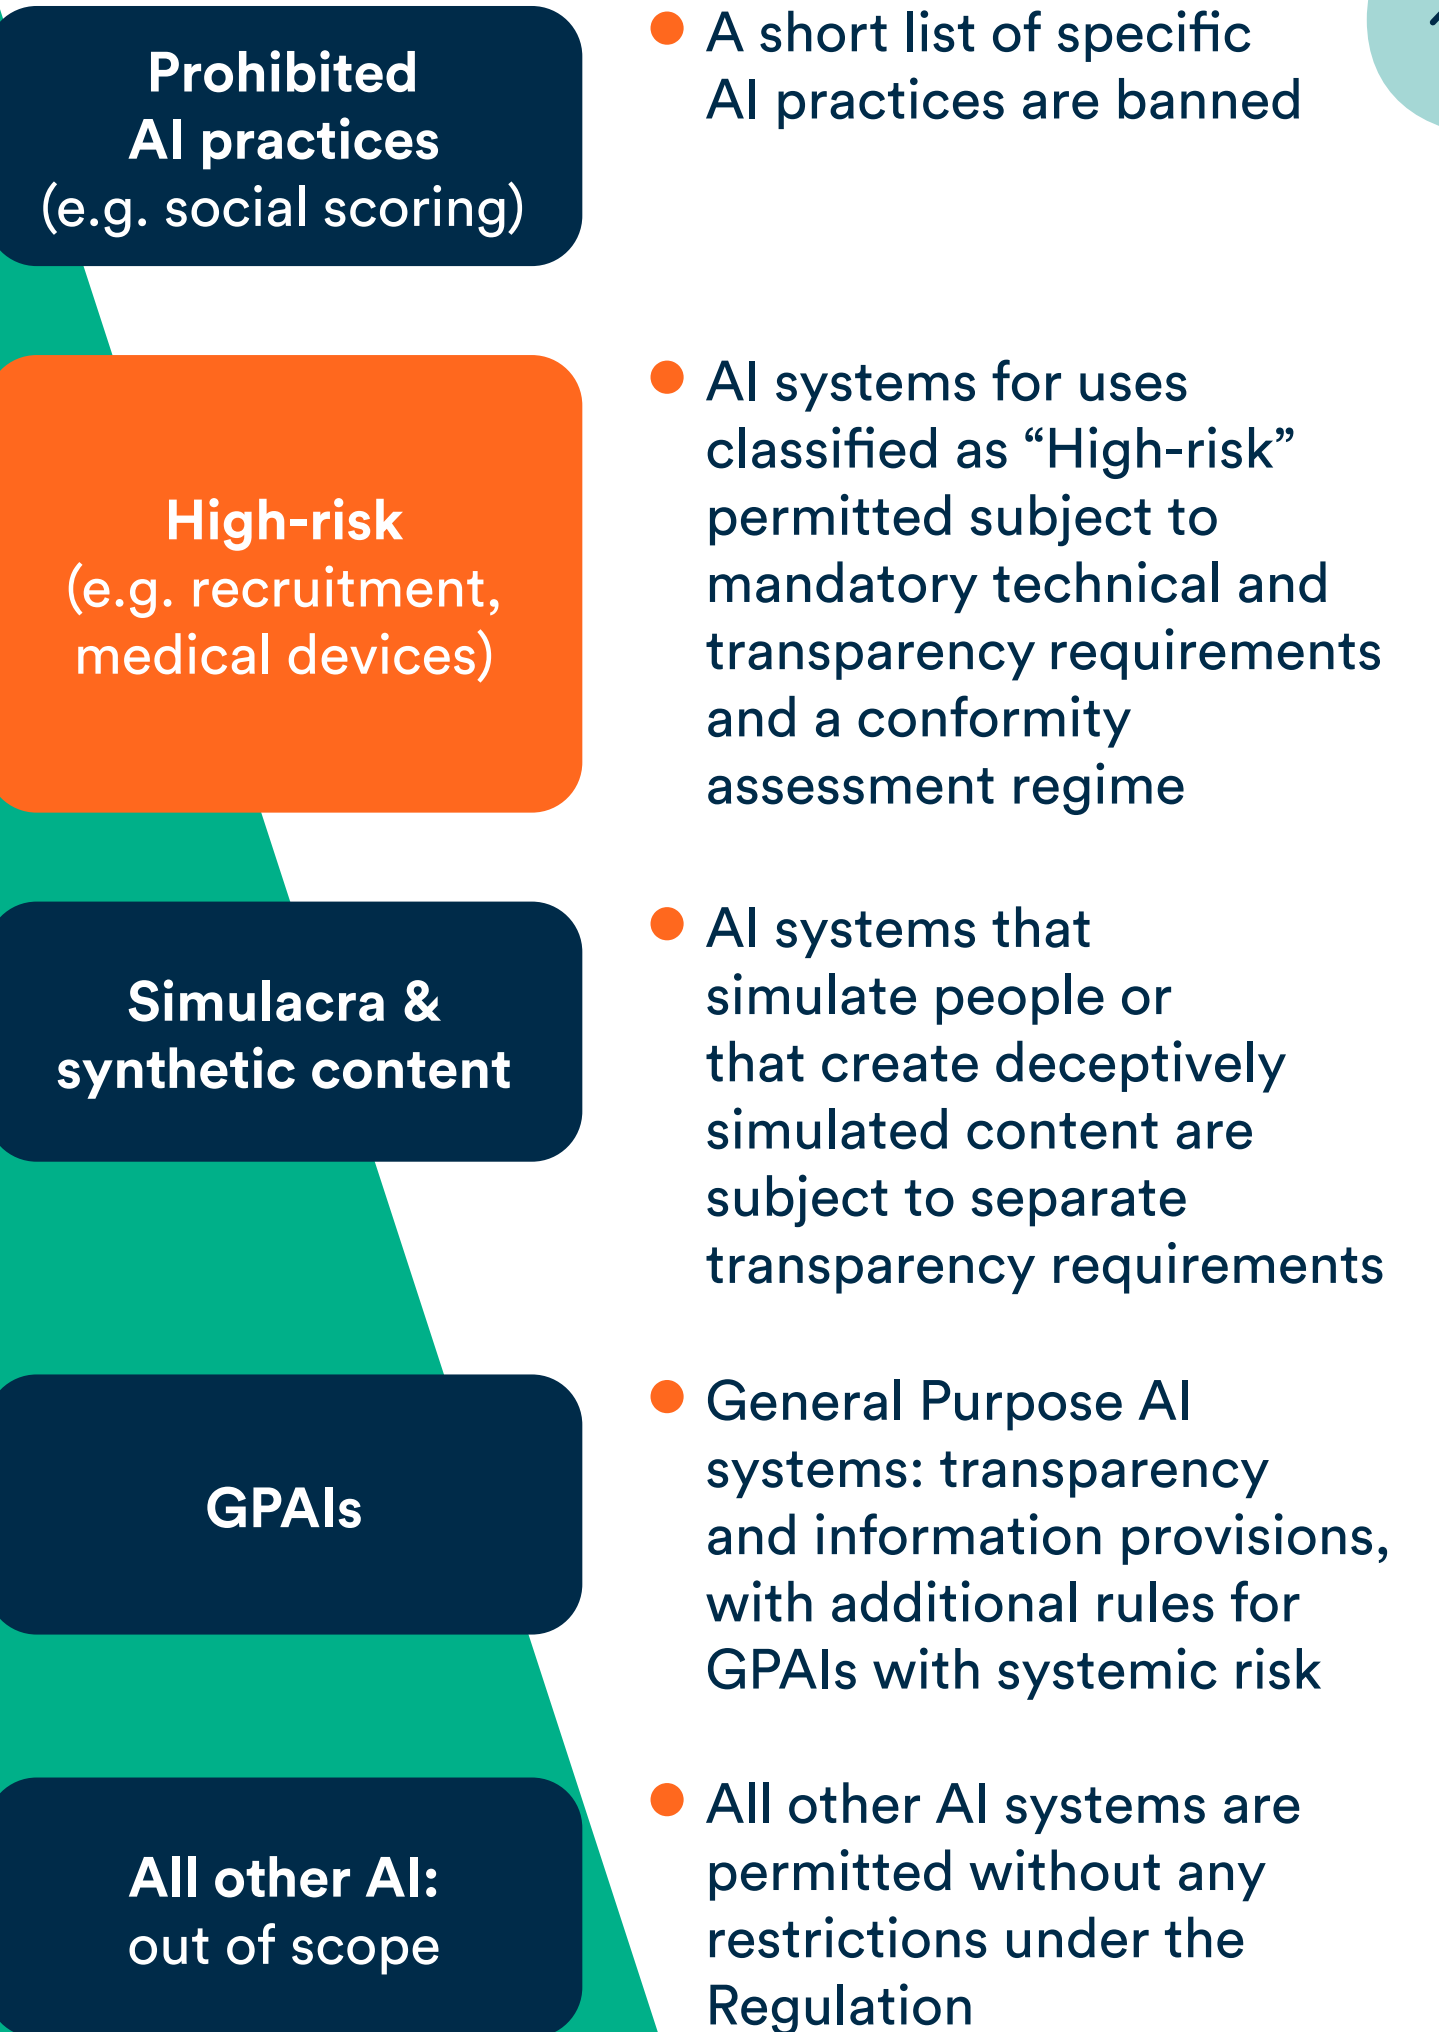 Prohibited
AI practices
(e.g. social scoring)
A short list of specific
AI practices are banned
High-risk
(e.g. recruitment,
medical devices)
AI systems for uses
classified as “High-risk”
permitted subject to
mandatory technical and
transparency requirements
and a conformity
assessment regime
Simulacra &
synthetic content
AI systems that
simulate people or
that create deceptively
simulated content are
subject to separate
transparency requirements
GPAIs
General Purpose AI
systems: transparency
and information provisions,
with additional rules for
GPAIs with systemic risk
All other AI:
out of scope
All other AI systems are
permitted without any
restrictions under the
Regulation